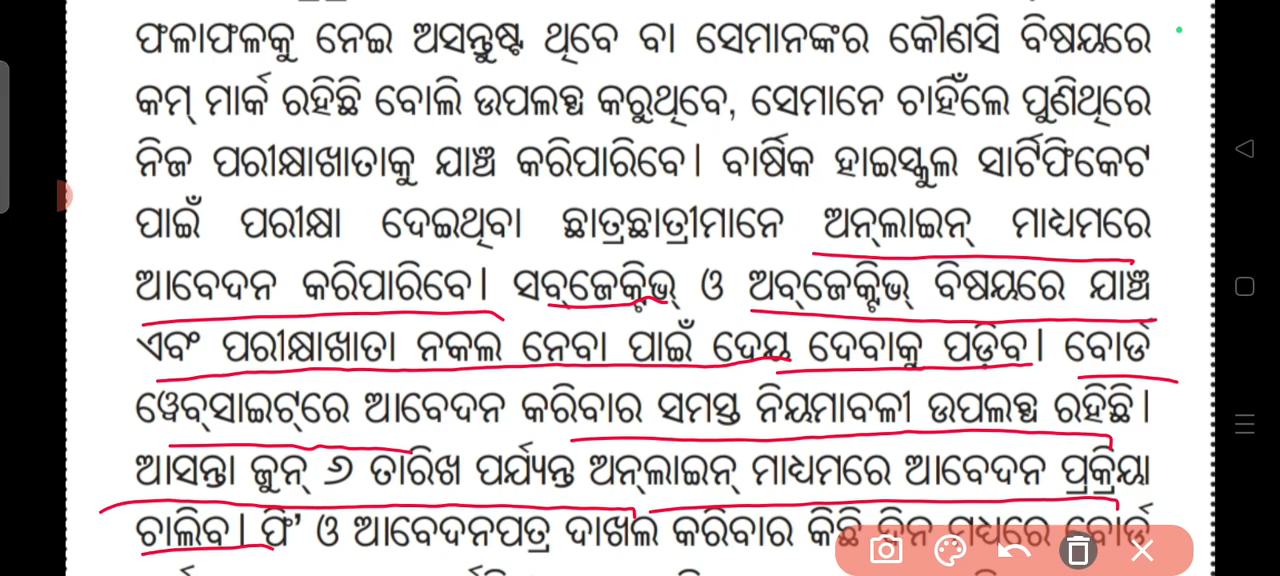 ଫଳାଫଳକୁ ନେଇ ଅସନ୍ତୁଷ୍ଟ ଥିବେ ବା ସେମାନଙ୍କର କୌଣସି ବିଷୟରେ
କମ୍ ମାର୍କ ରହିଛି ବୋଲି ଉପଲବ୍ଧ କରୁଥିବେ, ସେମାନେ ଚାହିଁଲେ ପୁଣିଥିରେ
ନିଜ ପରୀକ୍ଷାଖାତାକୁ ଯାଞ୍ଚ କରିପାରିବେ। ବାର୍ଷିକ ହାଇସ୍କୁଲ ସାର୍ଟିଫିକେଟ
ପାଇଁ ପରୀକ୍ଷା ଦେଇଥିବା ଛାତ୍ରଛାତ୍ରୀମାନେ ଅନ୍‌ଲାଇନ୍ ମାଧ୍ୟମରେ
ଆବେଦନ କରିପାରିବେ। ସବ୍‌ଜେକ୍ଟିଭ୍ ଓ ଅବ୍‌ଜେକ୍ଟିଭ୍ ବିଷୟରେ ଯାଞ୍ଚ
ଏବଂ ପରୀକ୍ଷାଖାତା ନକଲ ନେବା ପାଇଁ ଦେୟ ଦେବାକୁ ପଡ଼ିବ। ବୋର୍ଡ
ୱେବ୍‌ସାଇଟ୍‌ରେ ଆବେଦନ କରିବାର ସମସ୍ତ ନିୟମାବଳୀ ଉପଲବ୍ଧ ରହିଛି।
ଆସନ୍ତା ଜୁନ୍ ୬ ତାରିଖ ପର୍ଯ୍ୟନ୍ତ ଅନ୍‌ଲାଇନ୍ ମାଧ୍ୟମରେ ଆବେଦନ ପ୍ରକ୍ରିୟା
ଚାଲିବ। ଫି’ ଓ ଆବେଦନପତ୍ର ଦାଖଲ କରିବାର କିଛି ଦିନ ମଧ୍ୟରେ ବୋର୍ଡ